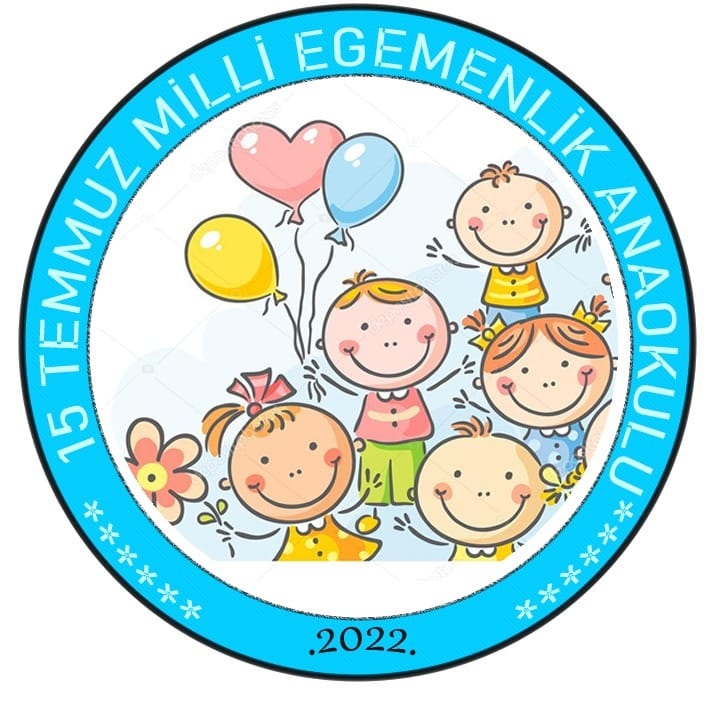 15 TEMMUZ MİLLİ EGEMENLİK ANAOKULU
******
******
.2022.